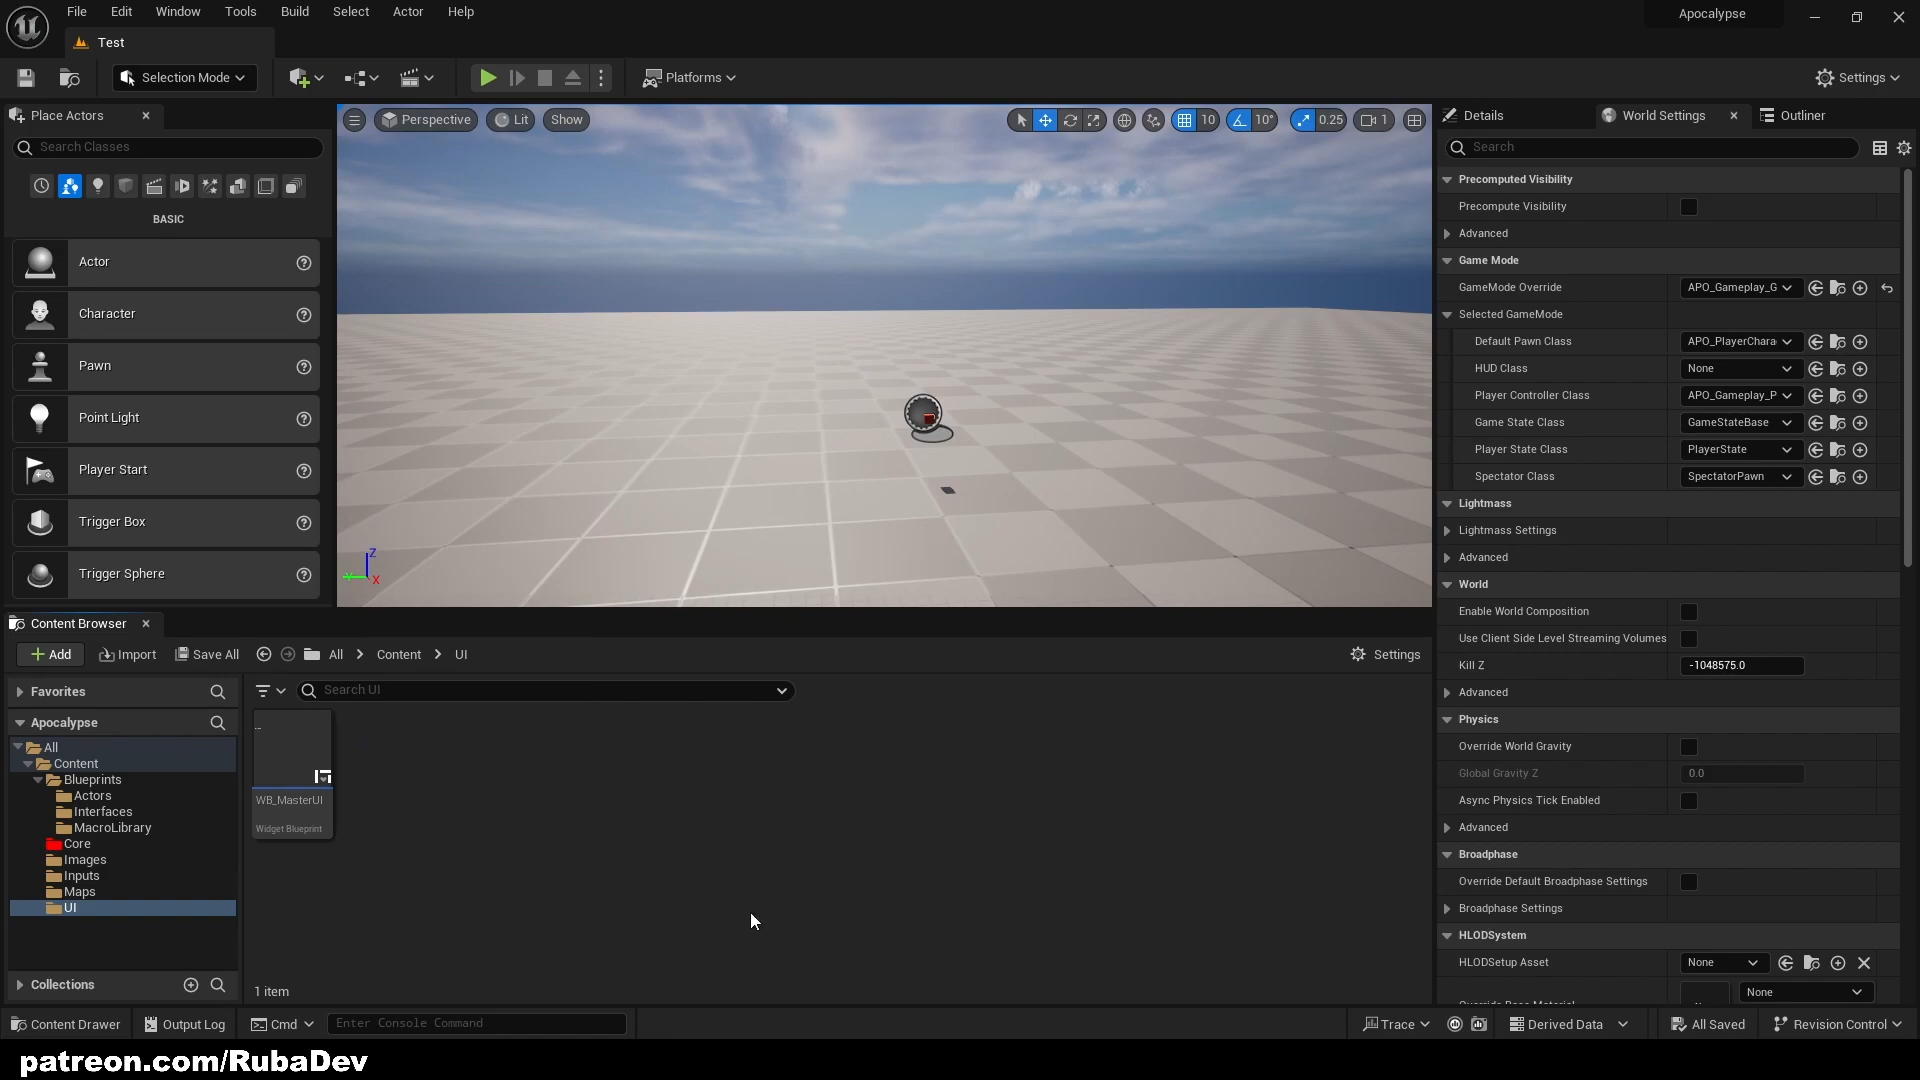 File Edit Window Tools Build Select Actor Help
Apocalypse
Test
Selection Mode
Platforms
Settings
Place Actors
Search Classes
BASIC
Actor
Character
Pawn
Point Light
Player Start
Trigger Box
Trigger Sphere
Perspective Lit Show
10 10° 0.25 1
Z
Y X
Details World Settings Outliner
Search
Precomputed Visibility
Precompute Visibility
Advanced
Game Mode
GameMode Override APO_Gameplay_G
Selected GameMode
Default Pawn Class APO_PlayerChara
HUD Class None
Player Controller Class APO_Gameplay_P
Game State Class GameStateBase
Player State Class PlayerState
Spectator Class SpectatorPawn
Lightmass
Lightmass Settings
Advanced
World
Enable World Composition
Use Client Side Level Streaming Volumes
Kill Z -1048575.0
Advanced
Physics
Override World Gravity
Global Gravity Z 0.0
Async Physics Tick Enabled
Advanced
Broadphase
Override Default Broadphase Settings
Broadphase Settings
HLODSystem
HLODSetup Asset None
Override Base Material None
Content Browser
Add Import Save All All Content UI Settings
Favorites
Search UI
Apocalypse
All
Content
Blueprints
Actors
Interfaces
MacroLibrary
Core
Images
Inputs
Maps
UI
Collections
WB_MasterUI
Widget Blueprint
1 item
Content Drawer Output Log Cmd Enter Console Command Trace Derived Data All Saved Revision Control
patreon.com/RubaDev